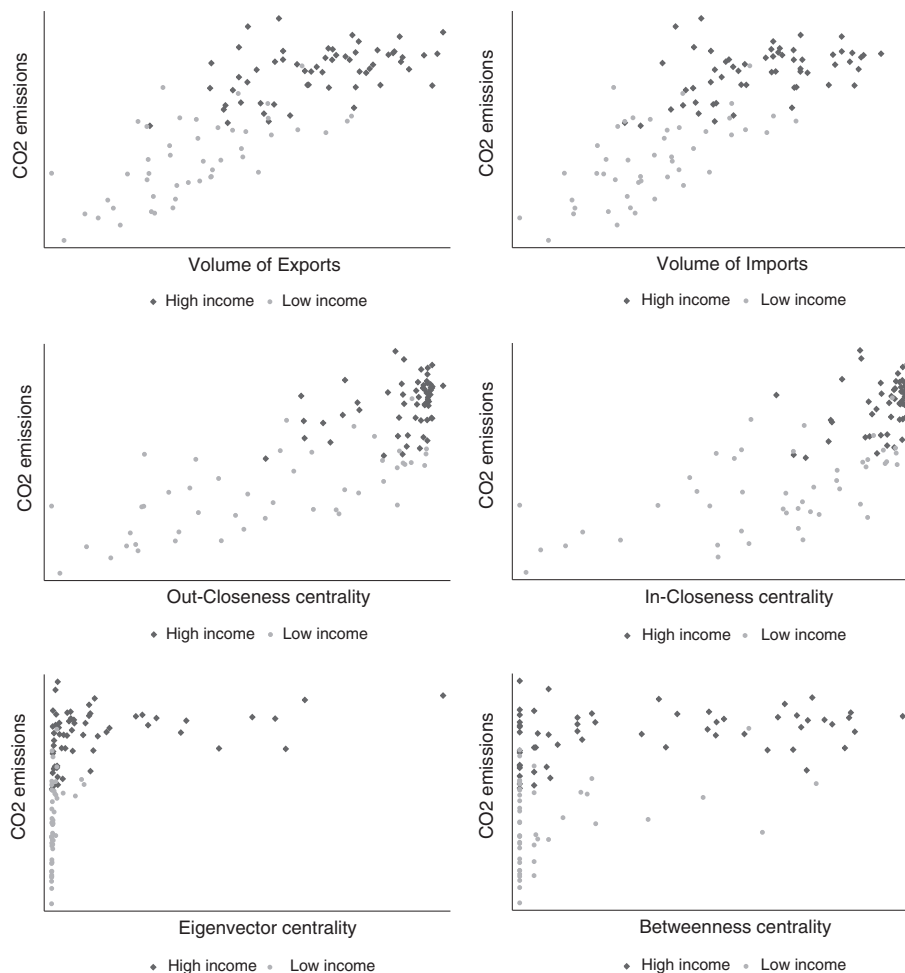 CO2 emissions
Volume of Exports
High income Low income
CO2 emissions
Volume of Imports
High income Low income
CO2 emissions
Out-Closeness centrality
High income Low income
CO2 emissions
In-Closeness centrality
High income Low income
CO2 emissions
Eigenvector centrality
High income Low income
CO2 emissions
Betweenness centrality
High income Low income